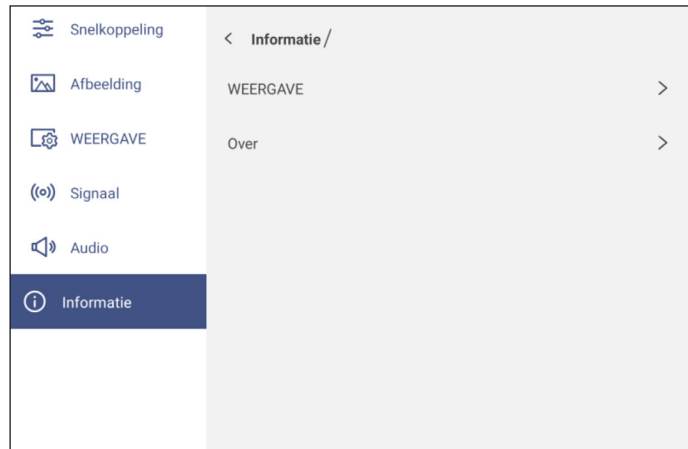 Snelkoppeling
Afbeelding
WEERGAVE
Signaal
Audio
Informatie
< Informatie/
WEERGAVE >
Over >